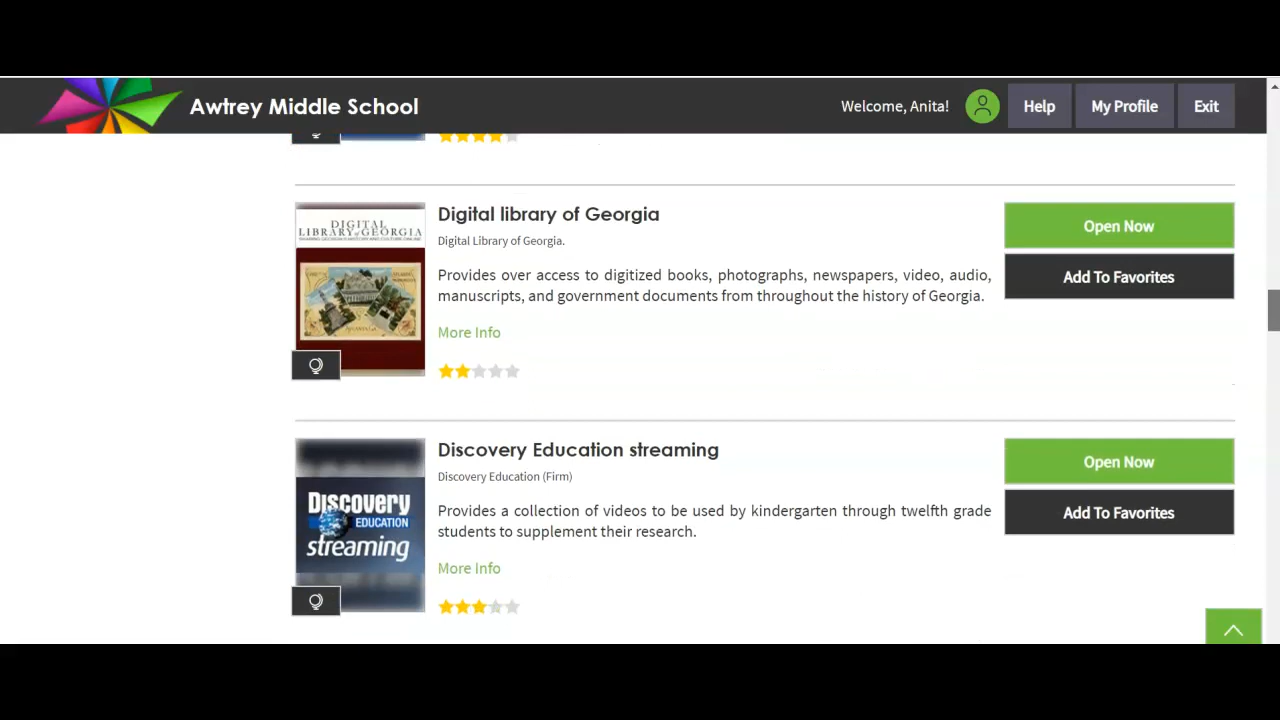 Awtrey Middle School
Welcome, Anita!
Help
My Profile
Exit
DIGITAL
LIBRARY of GEORGIA
Digital library of Georgia
Digital Library of Georgia.
Provides over access to digitized books, photographs, newspapers, video, audio,
manuscripts, and government documents from throughout the history of Georgia.
More Info
Open Now
Add To Favorites
DISCOVERY
EDUCATION
streaming
Discovery Education streaming
Discovery Education (Firm)
Provides a collection of videos to be used by kindergarten through twelfth grade
students to supplement their research.
More Info
Open Now
Add To Favorites